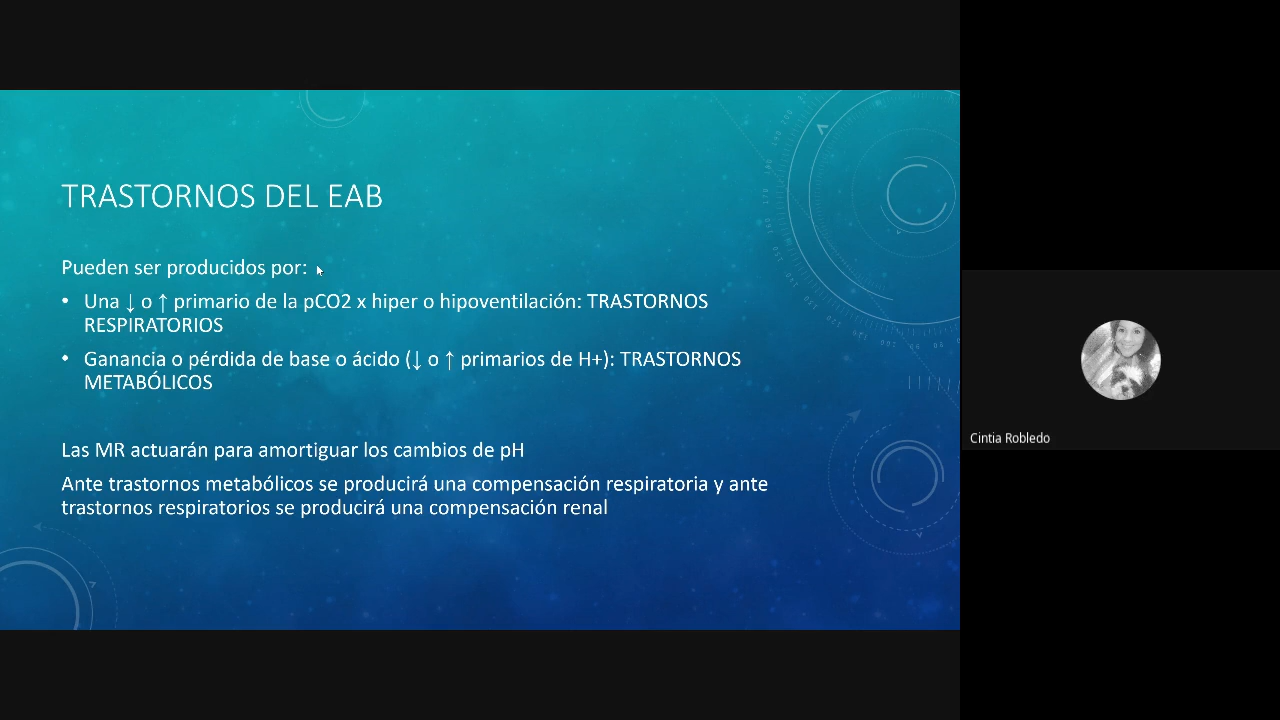 TRASTORNOS DEL EAB
Pueden ser producidos por:
• Una ↓ o ↑ primario de la pCO2 x hiper o hipoventilación: TRASTORNOS
RESPIRATORIOS
• Ganancia o pérdida de base o ácido (↓ o ↑ primarios de H+): TRASTORNOS
METABÓLICOS
Las MR actuarán para amortiguar los cambios de pH
Ante trastornos metabólicos se producirá una compensación respiratoria y ante
trastornos respiratorios se producirá una compensación renal
Cintia Robledo